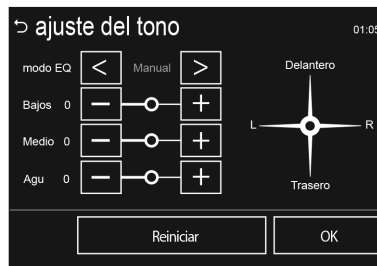 ajuste del tono 01:05
modo EQ < Manual > Delantero
Bajos 0 − +
L R
Medio 0 − +
Agu 0 − + Trasero
Reiniciar OK